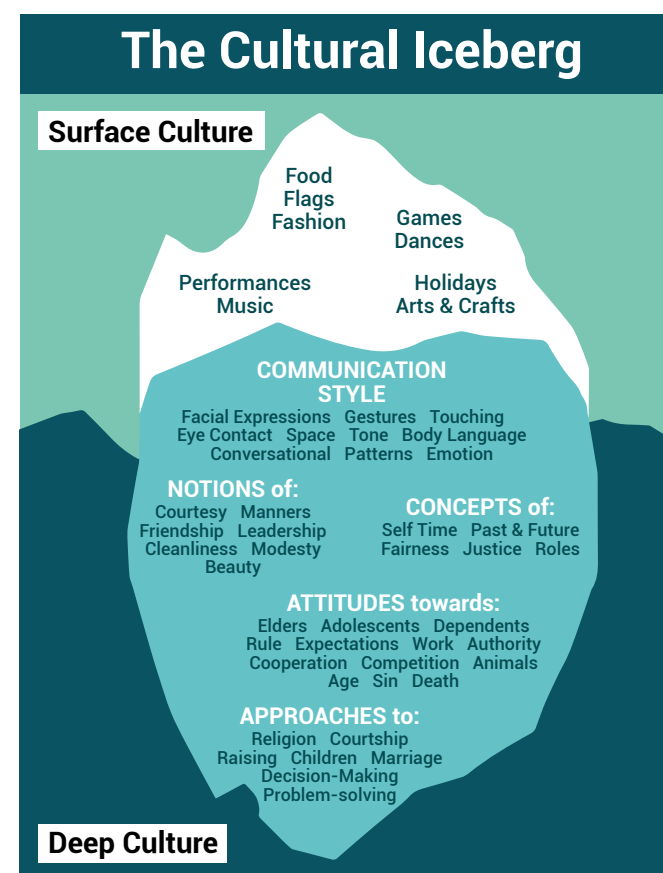 The Cultural Iceberg
Surface Culture
Food
Flags
Fashion
Games
Dances
Performances
Music
Holidays
Arts & Crafts
COMMUNICATION
STYLE
Facial Expressions Gestures Touching
Eye Contact Space Tone Body Language
Conversational Patterns Emotion
NOTIONS of:
Courtesy Manners
Friendship Leadership
Cleanliness Modesty
Beauty
CONCEPTS of:
Self Time Past & Future
Fairness Justice Roles
ATTITUDES towards:
Elders Adolescents Dependents
Rule Expectations Work Authority
Cooperation Competition Animals
Age Sin Death
APPROACHES to:
Religion Courtship
Raising Children Marriage
Decision-Making
Problem-solving
Deep Culture